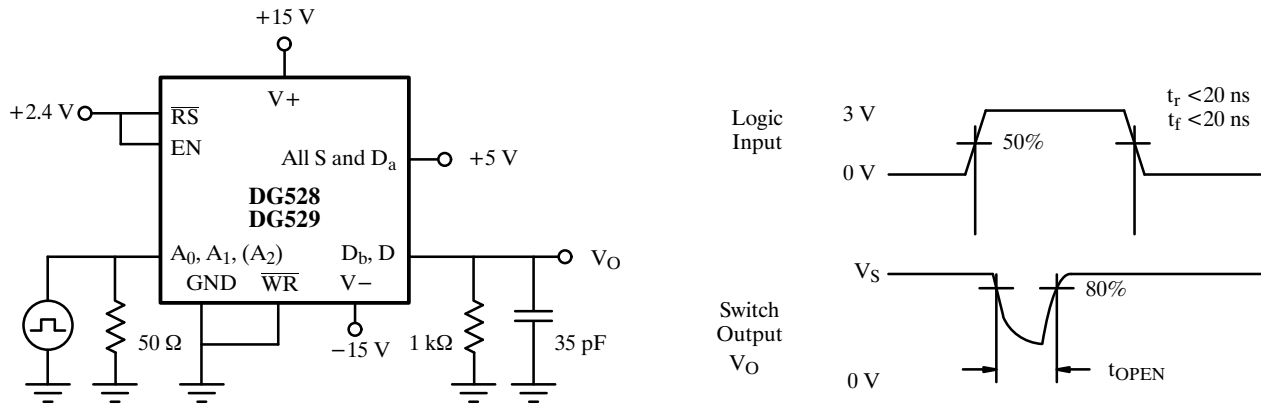 +15 V
V+
+2.4 V
RS
EN
All S and Da
+5 V
DG528
DG529
A0, A1, (A2)
Db, D
VO
GND
WR
V−
50 Ω
−15 V
1 kΩ
35 pF
Logic
Input
3 V
0 V
50%
tr <20 ns
tf <20 ns
VS
80%
Switch
Output
VO
0 V
tOPEN